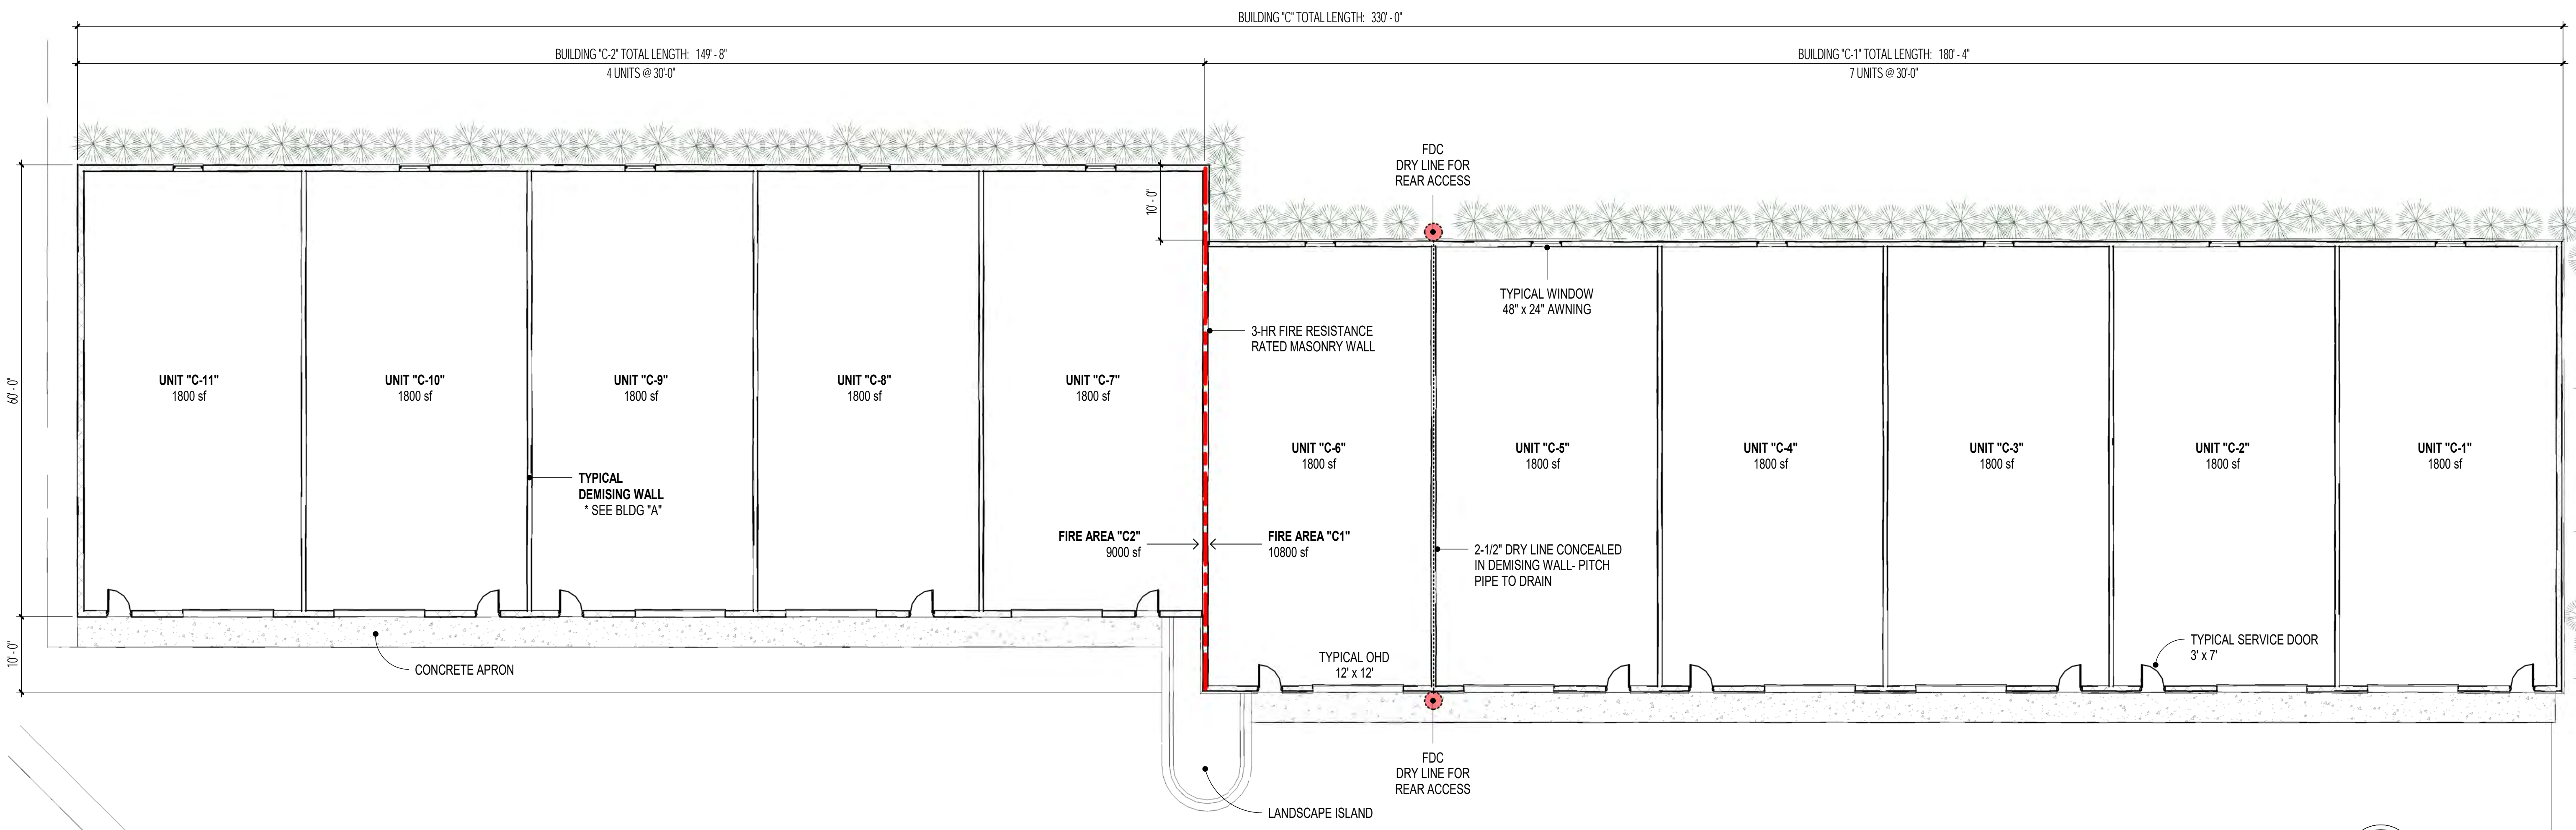 BUILDING "C" TOTAL LENGTH: 330' - 0"
BUILDING "C-2" TOTAL LENGTH: 149' - 8"
4 UNITS @ 30'-0"
BUILDING "C-1" TOTAL LENGTH: 180' - 4"
7 UNITS @ 30'-0"
FDC
DRY LINE FOR
REAR ACCESS
10' - 0"
TYPICAL WINDOW
48" x 24" AWNING
3-HR FIRE RESISTANCE
RATED MASONRY WALL
60' - 0"
UNIT "C-11"
1800 sf
UNIT "C-10"
1800 sf
UNIT "C-9"
1800 sf
UNIT "C-8"
1800 sf
UNIT "C-7"
1800 sf
UNIT "C-6"
1800 sf
UNIT "C-5"
1800 sf
UNIT "C-4"
1800 sf
UNIT "C-3"
1800 sf
UNIT "C-2"
1800 sf
UNIT "C-1"
1800 sf
TYPICAL
DEMISING WALL
* SEE BLDG "A"
FIRE AREA "C2"
9000 sf
FIRE AREA "C1"
10800 sf
2-1/2" DRY LINE CONCEALED
IN DEMISING WALL- PITCH
PIPE TO DRAIN
10' - 0"
CONCRETE APRON
TYPICAL OHD
12' x 12'
TYPICAL SERVICE DOOR
3' x 7'
FDC
DRY LINE FOR
REAR ACCESS
LANDSCAPE ISLAND